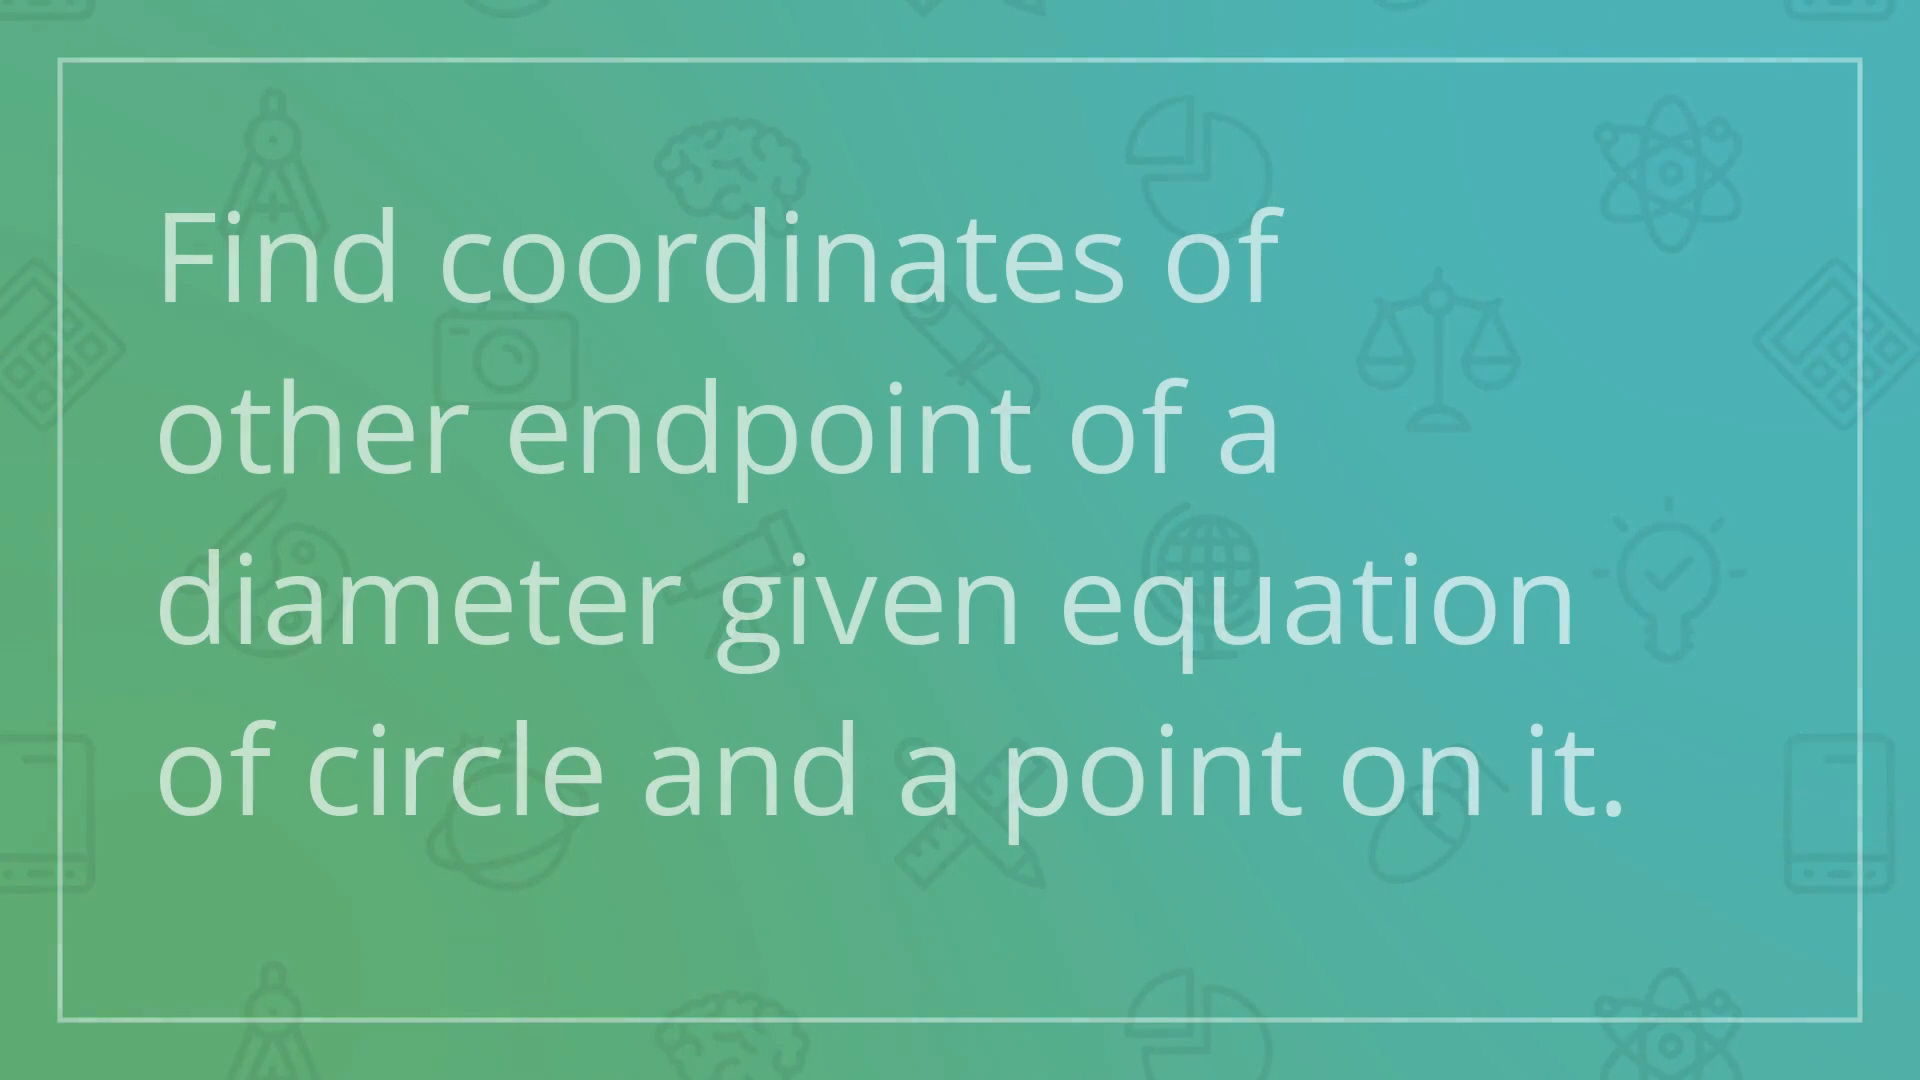 Find coordinates of
other endpoint of a
diameter given equation
of circle and a point on it.